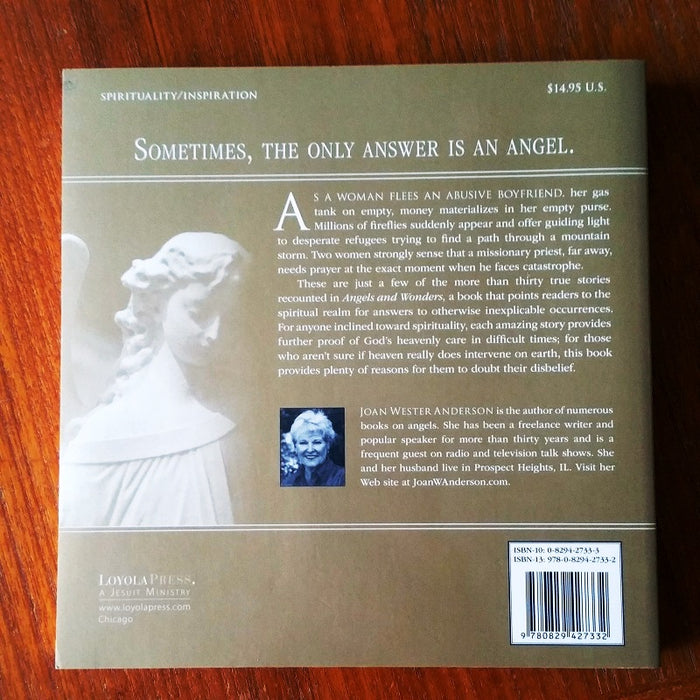 SPIRITUALITY/INSPIRATION
$14.95 U.S.
SOMETIMES, THE ONLY ANSWER IS AN ANGEL.
AS A WOMAN FLEES AN ABUSIVE BOYFRIEND, her gas
tank on empty, money materializes in her empty purse.
Millions of fireflies suddenly appear and offer guiding light
to desperate refugees trying to find a path through a mountain
storm. Two women strongly sense that a missionary priest, far away,
needs prayer at the exact moment when he faces catastrophe.
These are just a few of the more than thirty true stories
recounted in Angels and Wonders, a book that points readers to the
spiritual realm for answers to otherwise inexplicable occurrences.
For anyone inclined toward spirituality, each amazing story provides
further proof of God's heavenly care in difficult times; for those
who aren't sure if heaven really does intervene on earth, this book
provides plenty of reasons for them to doubt their disbelief.
JOAN WESTER ANDERSON is the author of numerous
books on angels. She has been a freelance writer and
popular speaker for more than thirty years and is a
frequent guest on radio and television talk shows. She
and her husband live in Prospect Heights, IL. Visit her
Web site at JoanWAnderson.com.
LOYOLAPRESS.
A JESUIT MINISTRY
www.loyolapress.com
Chicago
ISBN-10: 0-8294-2733-3
ISBN-13: 978-0-8294-2733-2
9 780829 427332